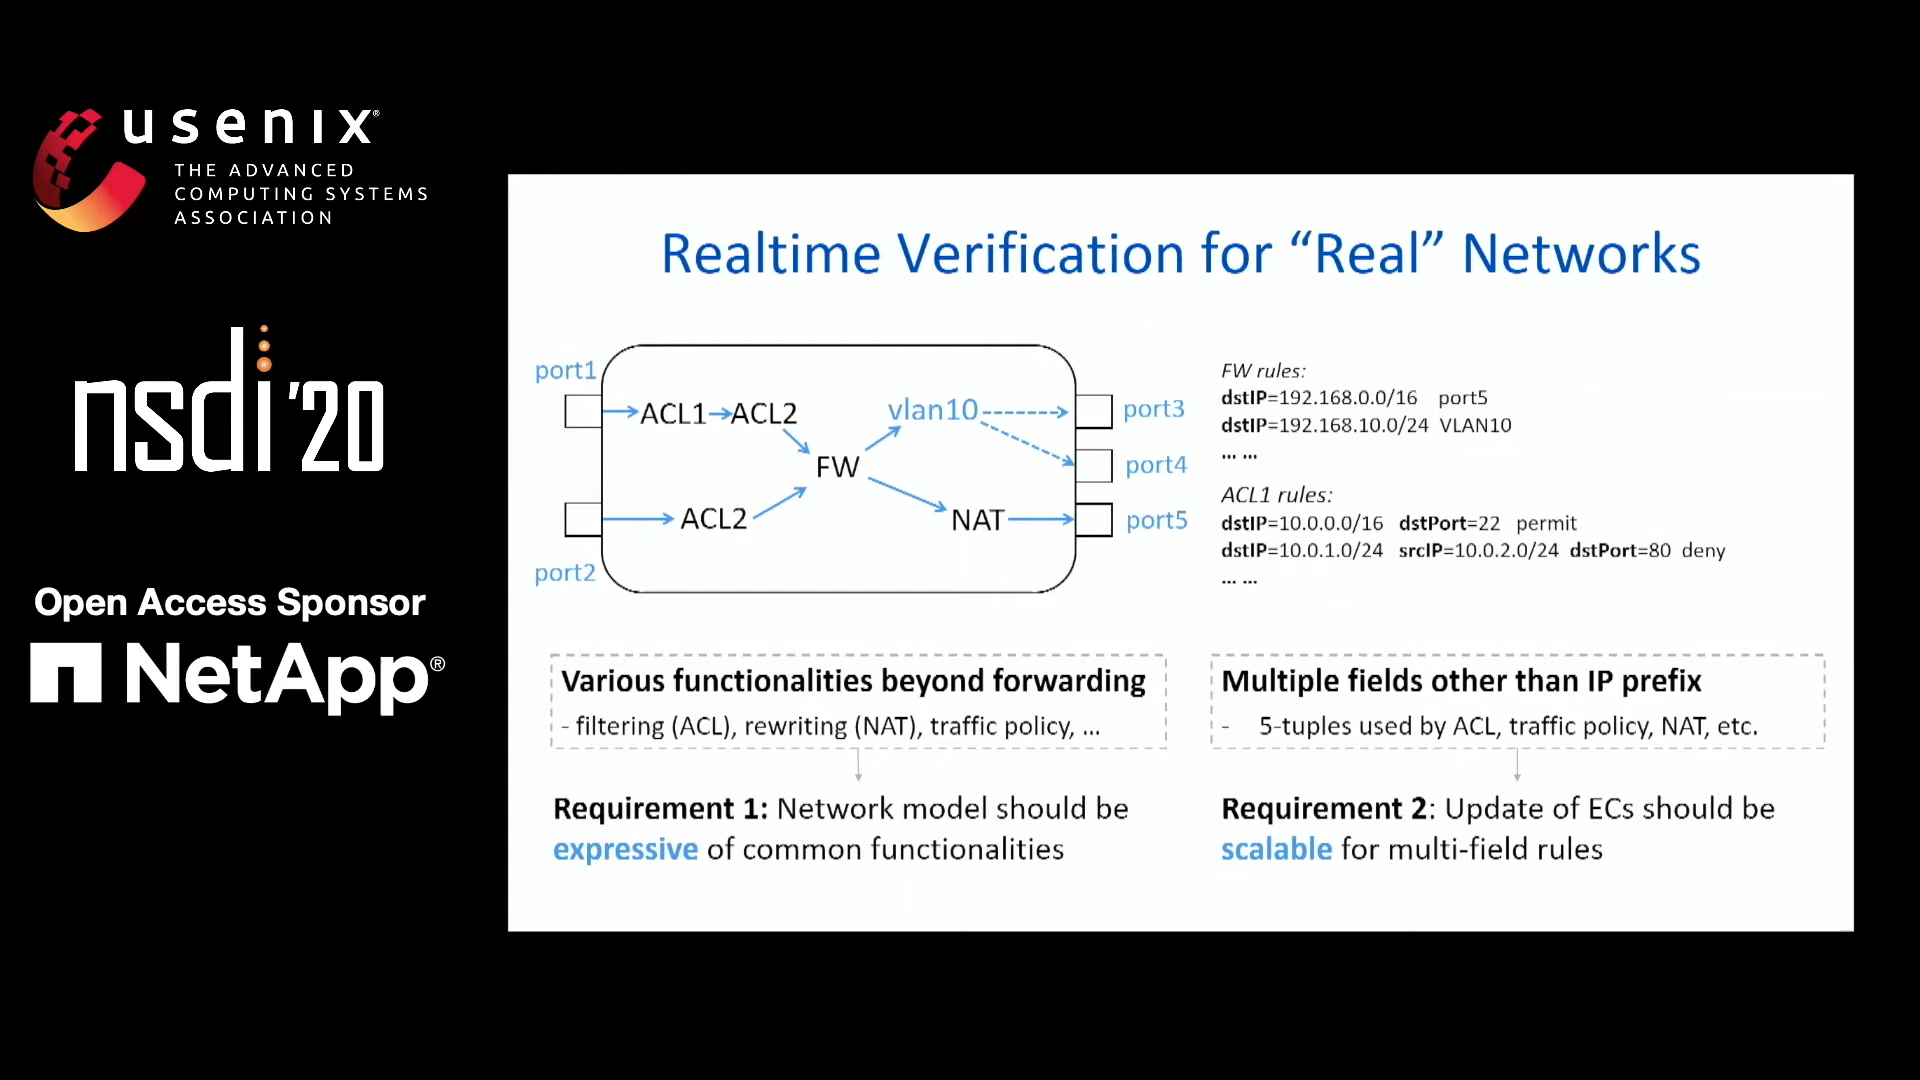 usenix®
THE ADVANCED
COMPUTING SYSTEMS
ASSOCIATION
nsdi '20
Open Access Sponsor
NetApp®
Realtime Verification for “Real” Networks
port1
ACL1
ACL2
vlan10
port3
FW
port4
ACL2
NAT
port5
port2
FW rules:
dstIP=192.168.0.0/16 port5
dstIP=192.168.10.0/24 VLAN10
... ...
ACL1 rules:
dstIP=10.0.0.0/16 dstPort=22 permit
dstIP=10.0.1.0/24 srcIP=10.0.2.0/24 dstPort=80 deny
... ...
Various functionalities beyond forwarding
- filtering (ACL), rewriting (NAT), traffic policy, ...
Requirement 1: Network model should be
expressive of common functionalities
Multiple fields other than IP prefix
- 5-tuples used by ACL, traffic policy, NAT, etc.
Requirement 2: Update of ECs should be
scalable for multi-field rules